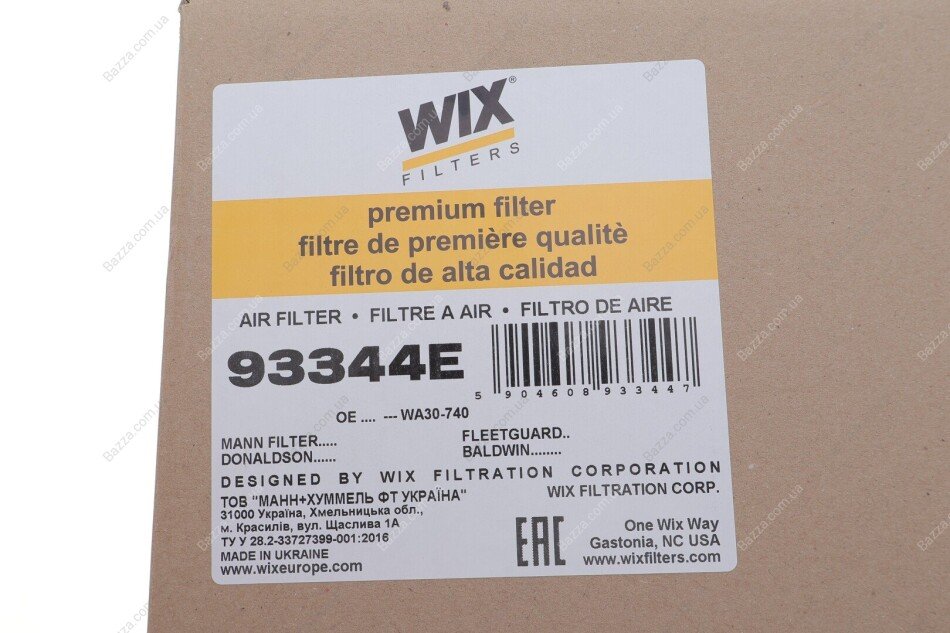 WIX®
FILTERS
premium filter
filtre de première qualitè
filtro de alta calidad
AIR FILTER • FILTRE A AIR • FILTRO DE AIRE
93344E
5 904608 933447
OE .... --- WA30-740
MANN FILTER.....
FLEETGUARD..
DONALDSON......
BALDWIN........
DESIGNED BY WIX FILTRATION CORPORATION
ТОВ "МАНН+ХУММЕЛЬ ФТ УКРАЇНА"
WIX FILTRATION CORP.
31000 Україна, Хмельницька обл.,
м. Красилів, вул. Щаслива 1А
ТУ У 28.2-33727399-001:2016
MADE IN UKRAINE
www.wixeurope.com
EAC
One Wix Way
Gastonia, NC USA
www.wixfilters.com
Bazza.com.ua